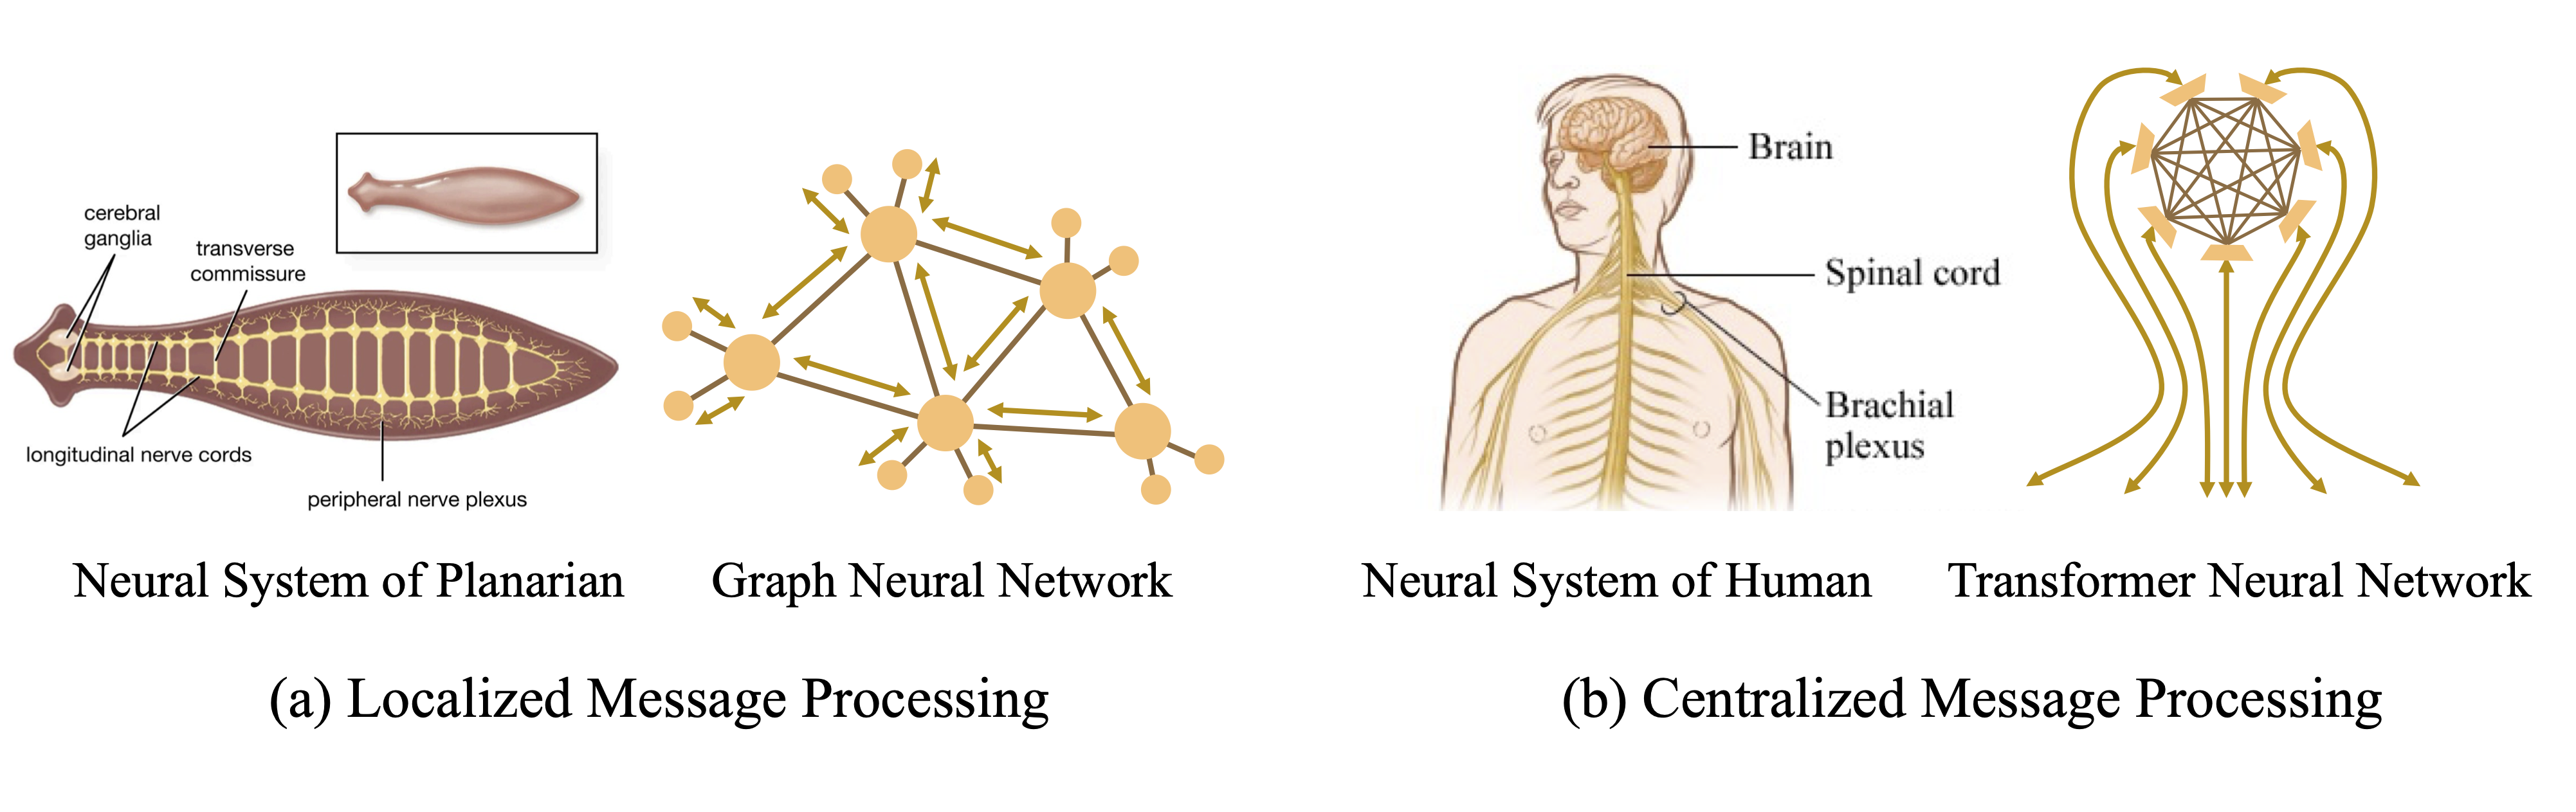 cerebral
ganglia
transverse
commissure
longitudinal nerve cords
peripheral nerve plexus
Brain
Spinal cord
Brachial
plexus
Neural System of Planarian
Graph Neural Network
Neural System of Human
Transformer Neural Network
(a) Localized Message Processing
(b) Centralized Message Processing